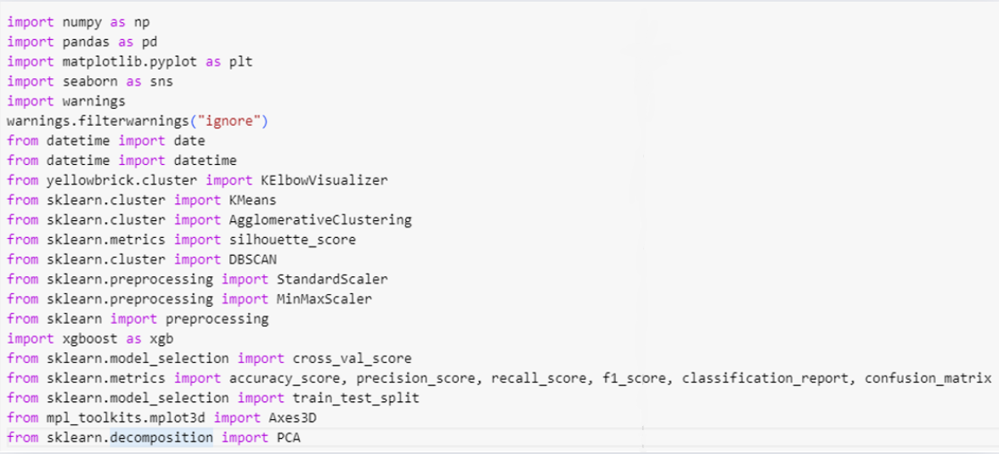 import numpy as np
import pandas as pd
import matplotlib.pyplot as plt
import seaborn as sns
import warnings
warnings.filterwarnings("ignore")
from datetime import date
from datetime import datetime
from yellowbrick.cluster import KElbowVisualizer
from sklearn.cluster import KMeans
from sklearn.cluster import AgglomerativeClustering
from sklearn.metrics import silhouette_score
from sklearn.cluster import DBSCAN
from sklearn.preprocessing import StandardScaler
from sklearn.preprocessing import MinMaxScaler
from sklearn import preprocessing
import xgboost as xgb
from sklearn.model_selection import cross_val_score
from sklearn.metrics import accuracy_score, precision_score, recall_score, f1_score, classification_report, confusion_matrix
from sklearn.model_selection import train_test_split
from mpl_toolkits.mplot3d import Axes3D
from sklearn.decomposition import PCA